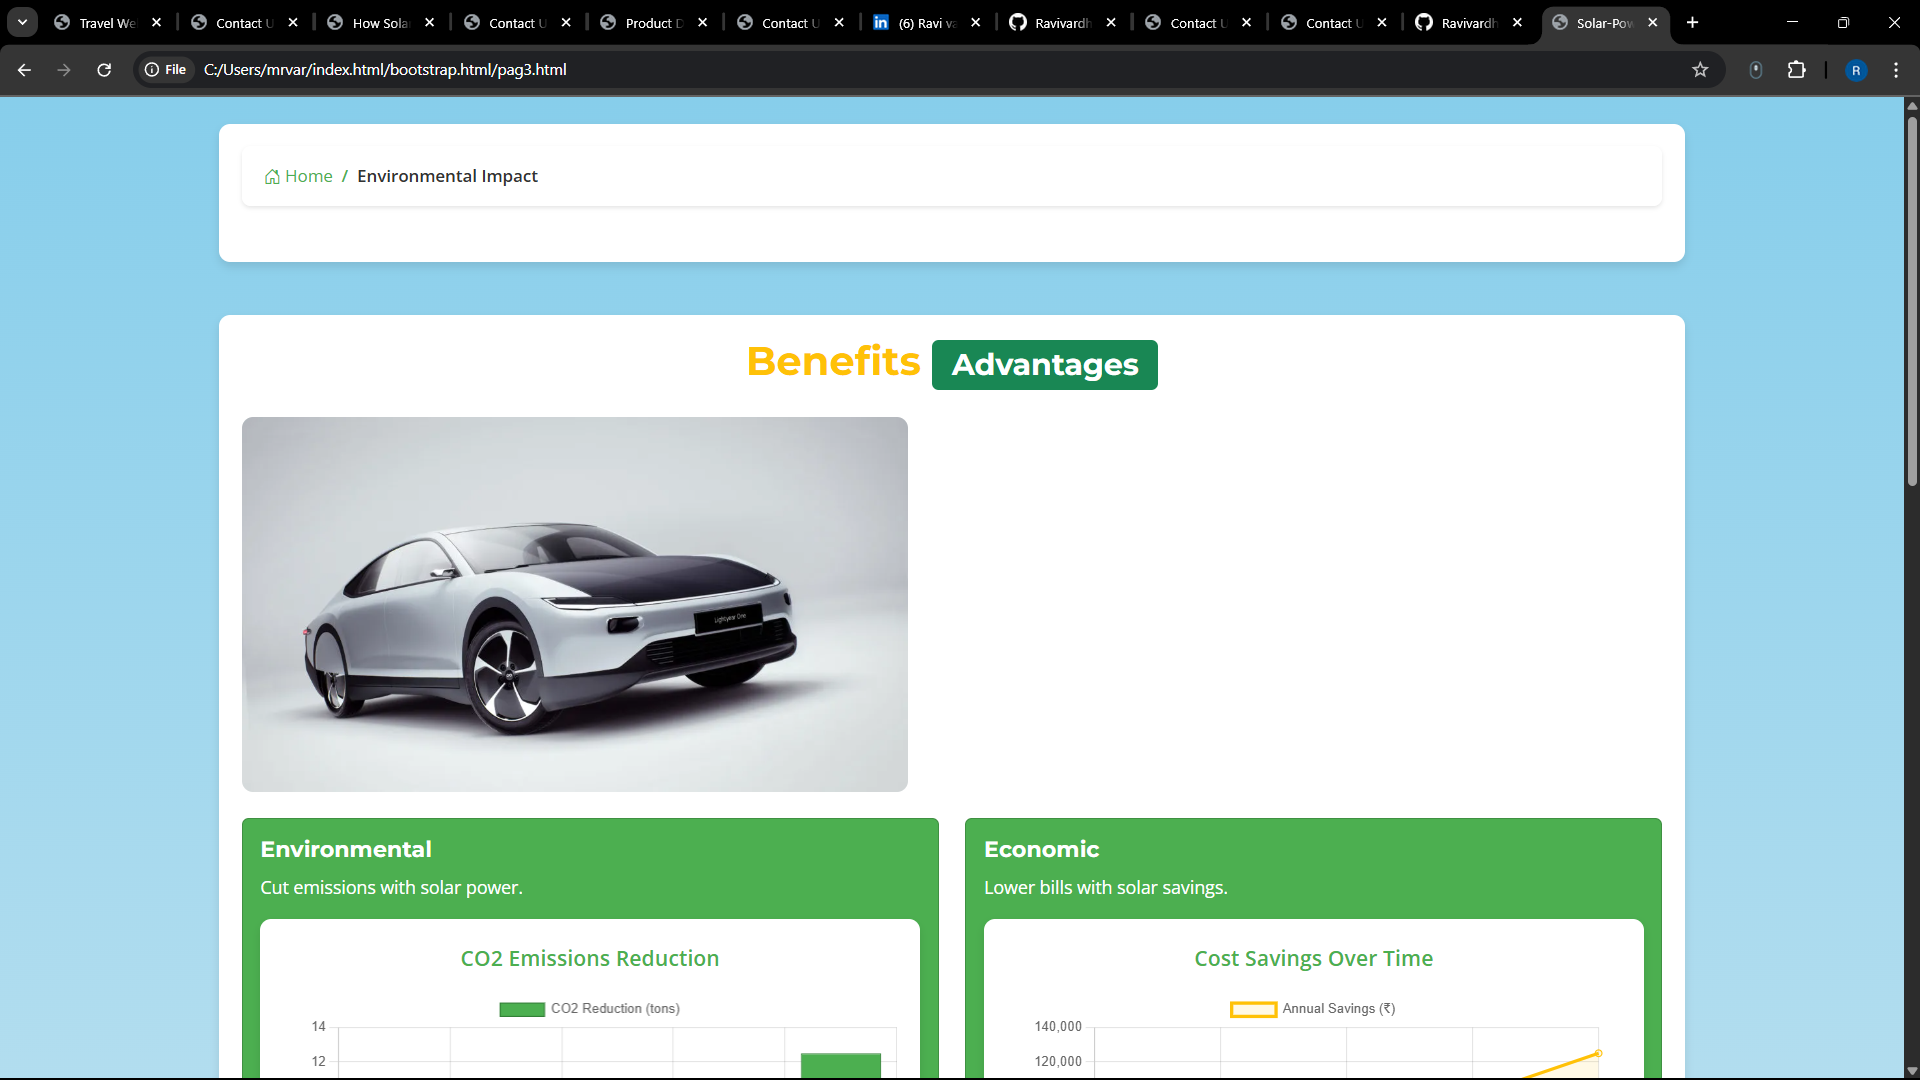 Travel We
Contact U
How Sola
Contact U
Product D
Contact U
in (6) Ravi va
Ravivardh
Contact U
Contact U
Ravivardh
Solar-Pow
File C:/Users/mrvar/index.html/bootstrap.html/pag3.html
R
Home / Environmental Impact
Benefits Advantages
Lightyear One
Environmental
Cut emissions with solar power.
CO2 Emissions Reduction
CO2 Reduction (tons)
14
12
Economic
Lower bills with solar savings.
Cost Savings Over Time
Annual Savings (₹)
140,000
120,000